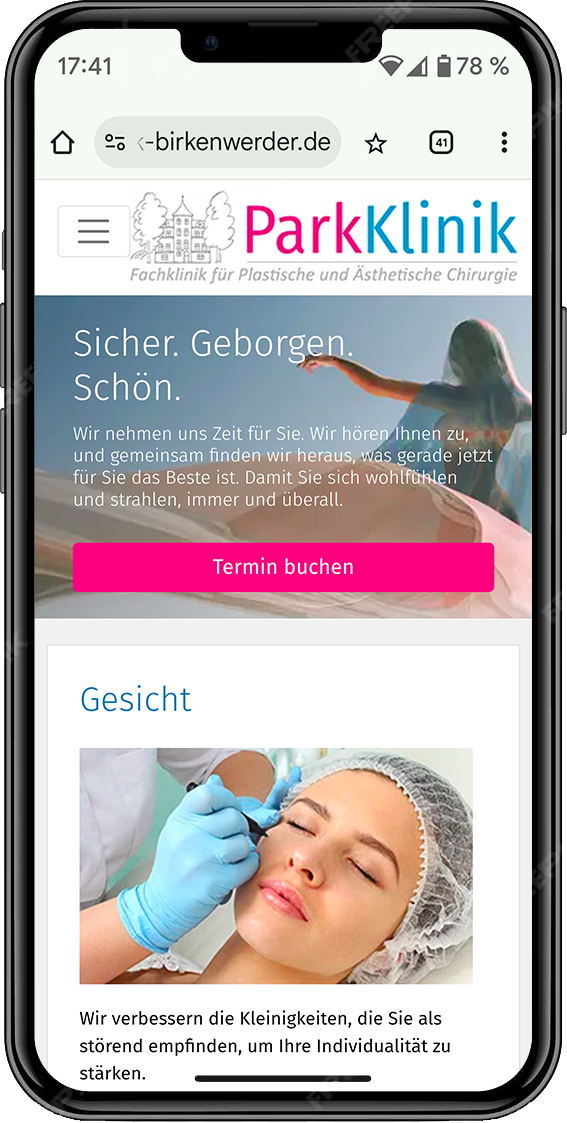 17:41
78 %
‹-birkenwerder.de
41
ParkKlinik
Fachklinik für Plastische und Ästhetische Chirurgie
Sicher. Geborgen.
Schön.
Wir nehmen uns Zeit für Sie. Wir hören Ihnen zu,
und gemeinsam finden wir heraus, was gerade jetzt
für Sie das Beste ist. Damit Sie sich wohlfühlen
und strahlen, immer und überall.
Termin buchen
Gesicht
Wir verbessern die Kleinigkeiten, die Sie als
störend empfinden, um Ihre Individualität zu
stärken.